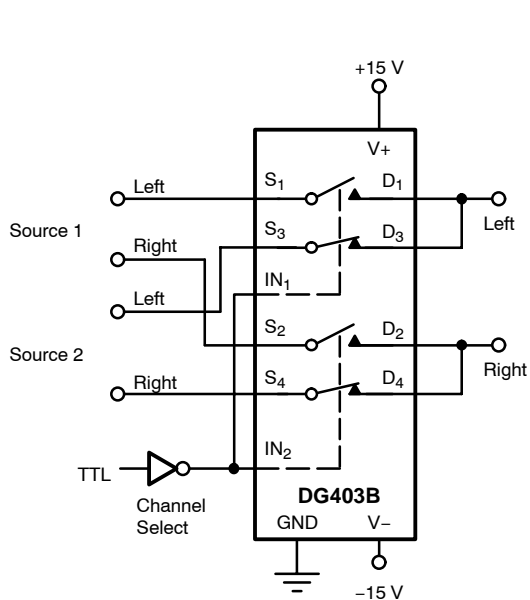 +15 V
V+
Left
S1
D1
Source 1
Left
S3
D3
Right
IN1
Left
S2
D2
Source 2
Right
Right
S4
D4
IN2
TTL
Channel
Select
DG403B
GND
V−
−15 V